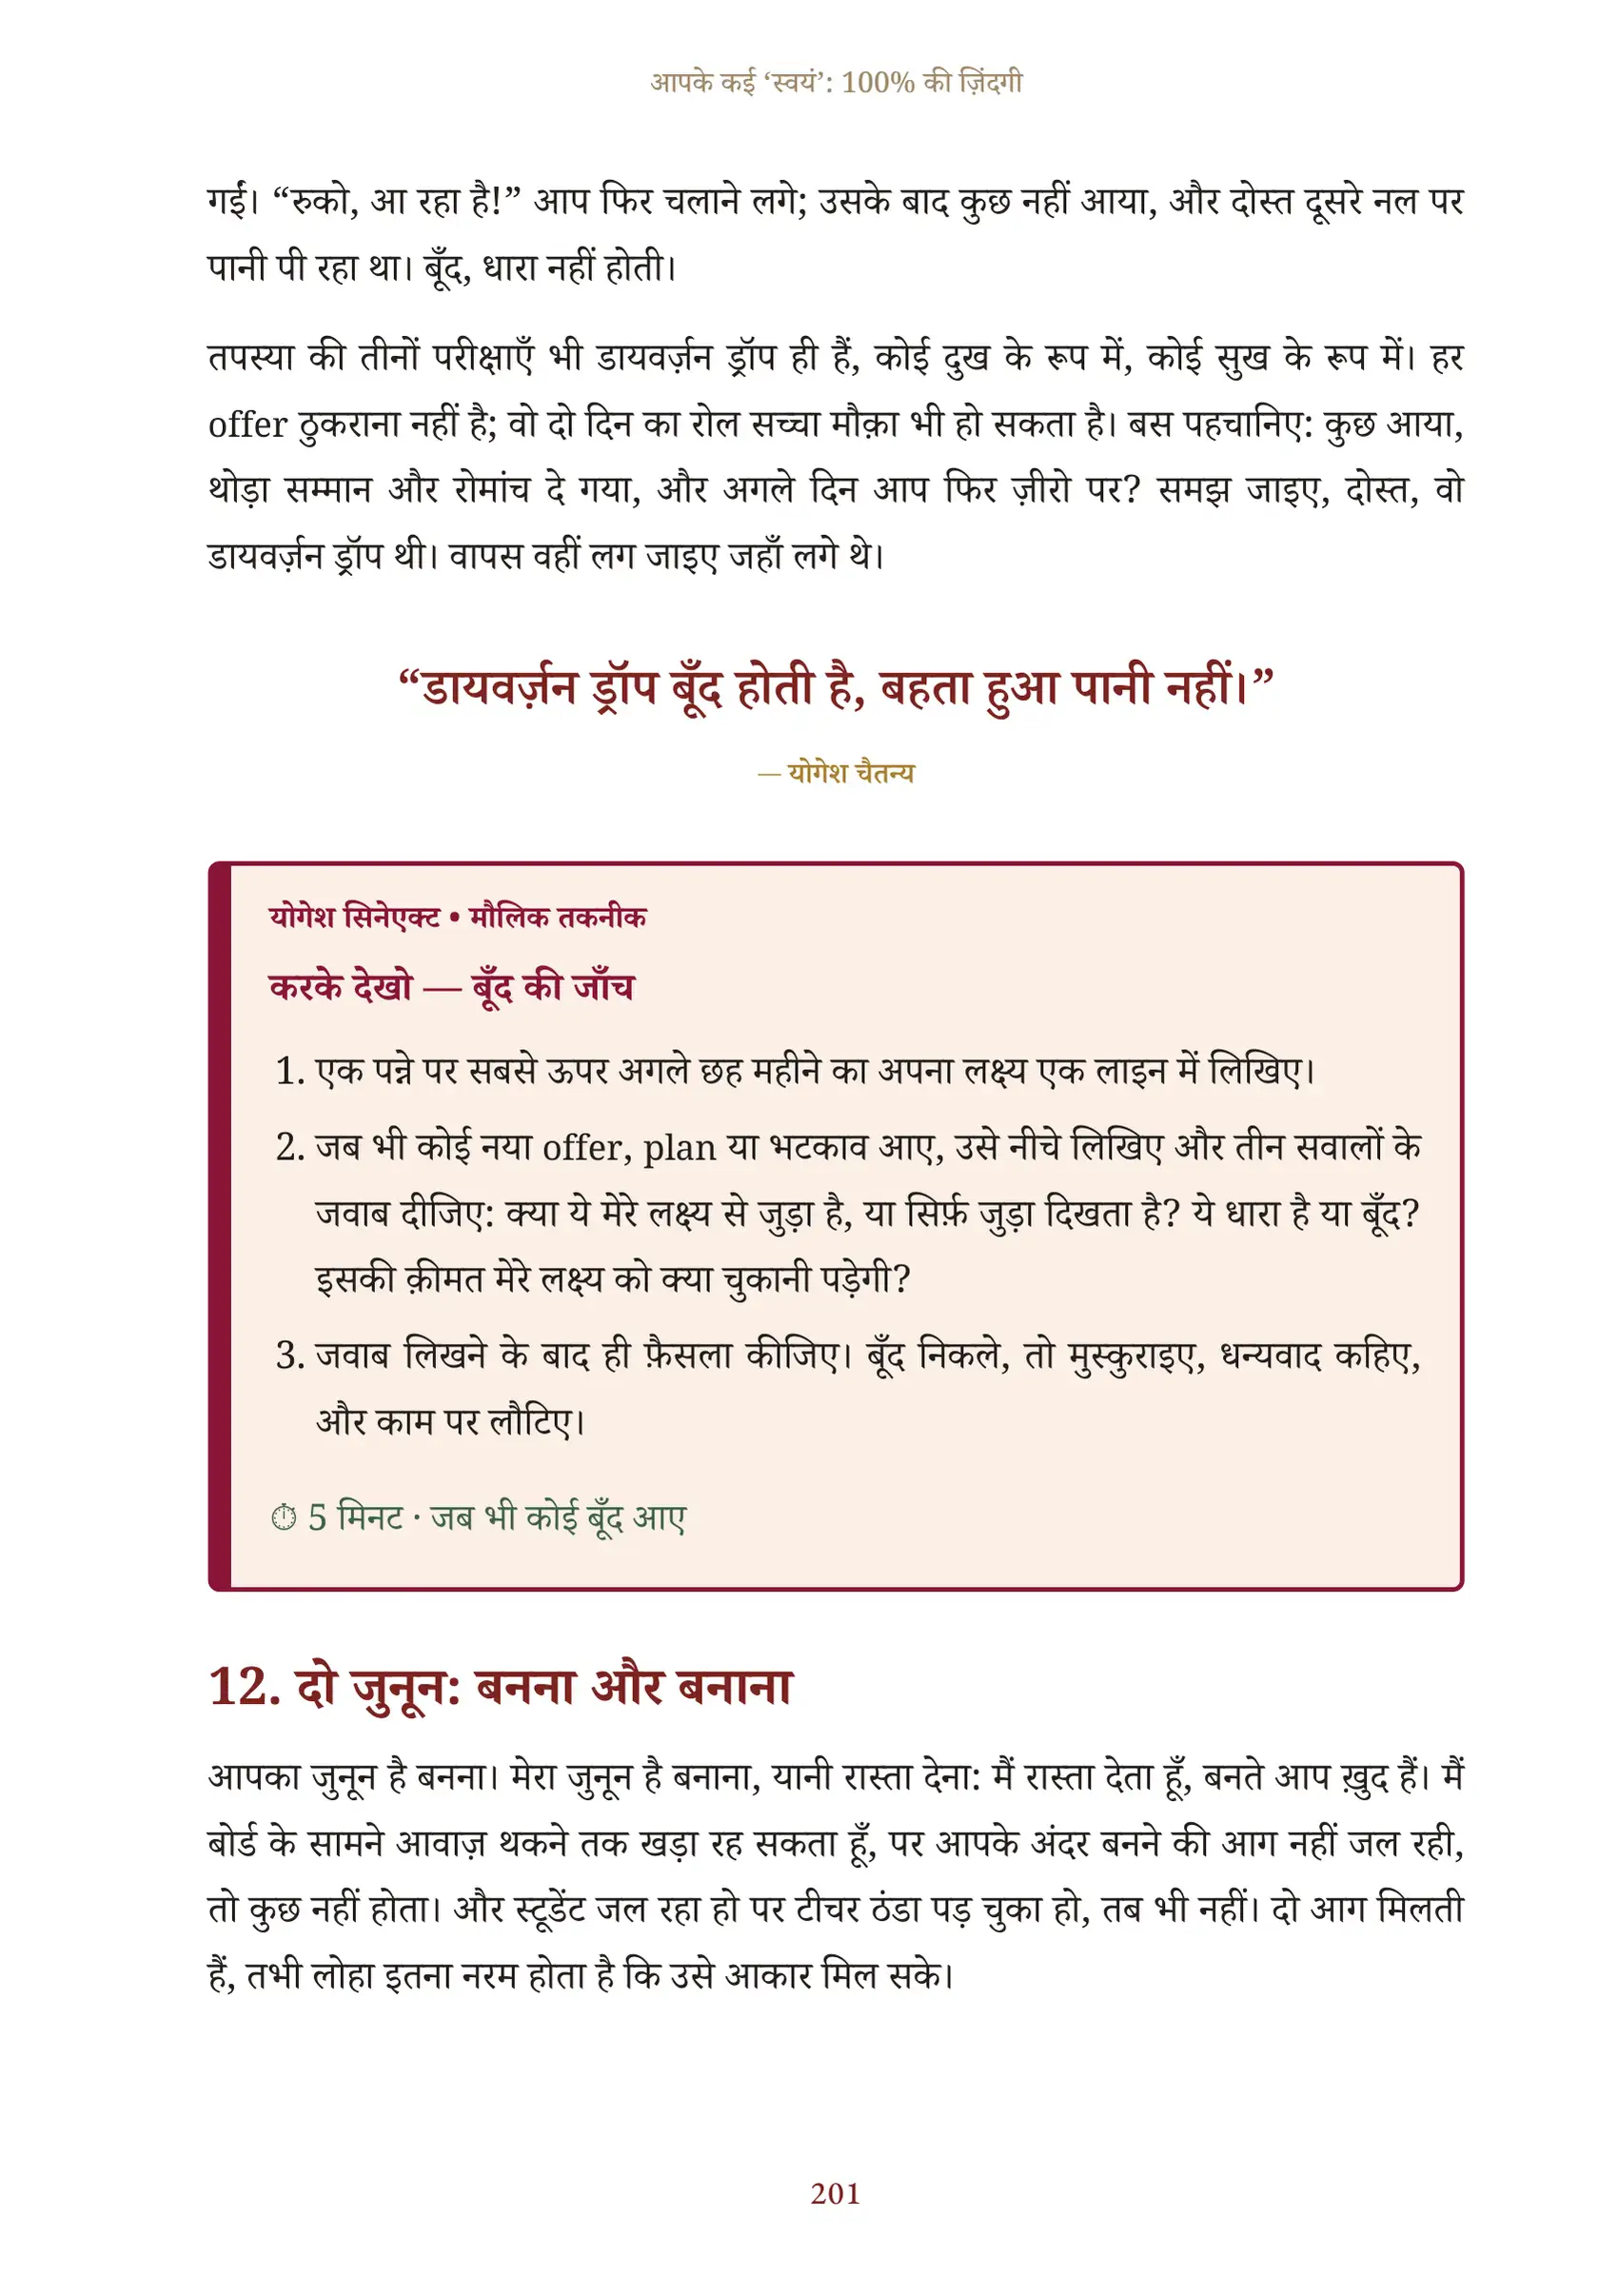 आपके कई ‘स्वयं’: 100% की ज़िंदगी
गईं। “रुको, आ रहा है!” आप फिर चलाने लगे; उसके बाद कुछ नहीं आया, और दोस्त दूसरे नल पर
पानी पी रहा था। बूँद, धारा नहीं होती।
तपस्या की तीनों परीक्षाएँ भी डायवर्ज़न ड्रॉप ही हैं, कोई दुख के रूप में, कोई सुख के रूप में। हर
offer ठुकराना नहीं है; वो दो दिन का रोल सच्चा मौक़ा भी हो सकता है। बस पहचानिए: कुछ आया,
थोड़ा सम्मान और रोमांच दे गया, और अगले दिन आप फिर ज़ीरो पर? समझ जाइए, दोस्त, वो
डायवर्ज़न ड्रॉप थी। वापस वहीं लग जाइए जहाँ लगे थे।
“डायवर्ज़न ड्रॉप बूँद होती है, बहता हुआ पानी नहीं।”
— योगेश चैतन्य
योगेश सिनेएक्ट • मौलिक तकनीक
करके देखो — बूँद की जाँच
1. एक पन्ने पर सबसे ऊपर अगले छह महीने का अपना लक्ष्य एक लाइन में लिखिए।
2. जब भी कोई नया offer, plan या भटकाव आए, उसे नीचे लिखिए और तीन सवालों के
जवाब दीजिए: क्या ये मेरे लक्ष्य से जुड़ा है, या सिर्फ़ जुड़ा दिखता है? ये धारा है या बूँद?
इसकी क़ीमत मेरे लक्ष्य को क्या चुकानी पड़ेगी?
3. जवाब लिखने के बाद ही फ़ैसला कीजिए। बूँद निकले, तो मुस्कुराइए, धन्यवाद कहिए,
और काम पर लौटिए।
⏱ 5 मिनट · जब भी कोई बूँद आए
12. दो जुनून: बनना और बनाना
आपका जुनून है बनना। मेरा जुनून है बनाना, यानी रास्ता देना: मैं रास्ता देता हूँ, बनते आप ख़ुद हैं। मैं
बोर्ड के सामने आवाज़ थकने तक खड़ा रह सकता हूँ, पर आपके अंदर बनने की आग नहीं जल रही,
तो कुछ नहीं होता। और स्टूडेंट जल रहा हो पर टीचर ठंडा पड़ चुका हो, तब भी नहीं। दो आग मिलती
हैं, तभी लोहा इतना नरम होता है कि उसे आकार मिल सके।
201